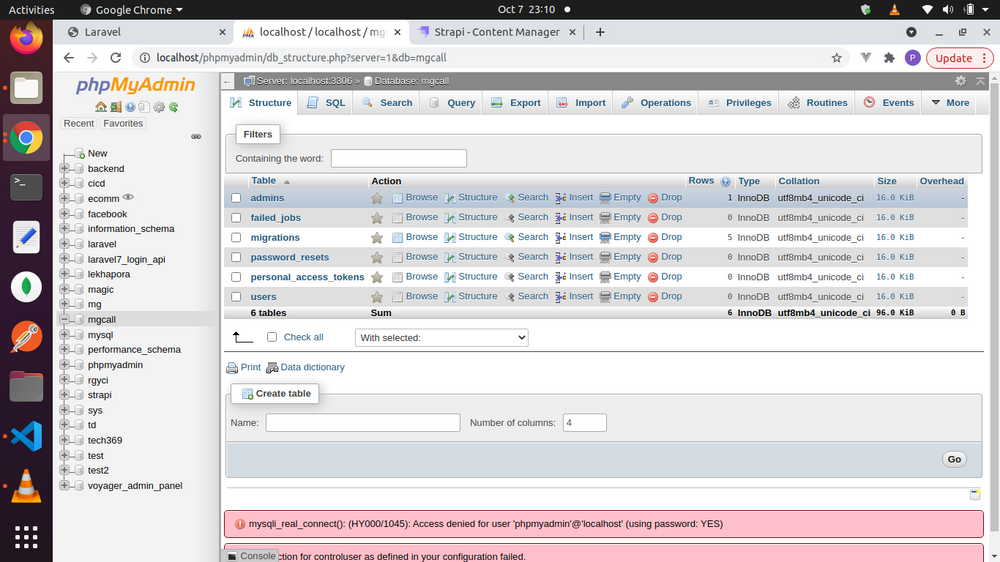 Activities
Google Chrome
Oct 7 23:10
Laravel
localhost / localhost / mg
Strapi - Content Manager
localhost/phpmyadmin/db_structure.php?server=1&db=mgcall
P
Update
phpMyAdmin
Recent
Favorites
New
backend
cicd
ecomm
facebook
information_schema
laravel
laravel7_login_api
lekhapora
magic
mg
mgcall
mysql
performance_schema
phpmyadmin
rgyci
strapi
sys
td
tech369
test
test2
voyager_admin_panel
Server: localhost:3306 » Database: mgcall
Structure SQL Search Query Export Import Operations Privileges Routines Events More
Filters
Containing the word:
Table Action Rows Type Collation Size Overhead
admins Browse Structure Search Insert Empty Drop 1 InnoDB utf8mb4_unicode_ci 16.0 KiB -
failed_jobs Browse Structure Search Insert Empty Drop 0 InnoDB utf8mb4_unicode_ci 16.0 KiB -
migrations Browse Structure Search Insert Empty Drop 5 InnoDB utf8mb4_unicode_ci 16.0 KiB -
password_resets Browse Structure Search Insert Empty Drop 0 InnoDB utf8mb4_unicode_ci 16.0 KiB -
personal_access_tokens Browse Structure Search Insert Empty Drop 0 InnoDB utf8mb4_unicode_ci 16.0 KiB -
users Browse Structure Search Insert Empty Drop 0 InnoDB utf8mb4_unicode_ci 16.0 KiB -
6 tables Sum 6 InnoDB utf8mb4_unicode_ci 96.0 KiB 0 B
Check all
With selected:
Print Data dictionary
Create table
Name:
Number of columns: 4
Go
mysqli_real_connect(): (HY000/1045): Access denied for user 'phpmyadmin'@'localhost' (using password: YES)
Console
ction for controluser as defined in your configuration failed.